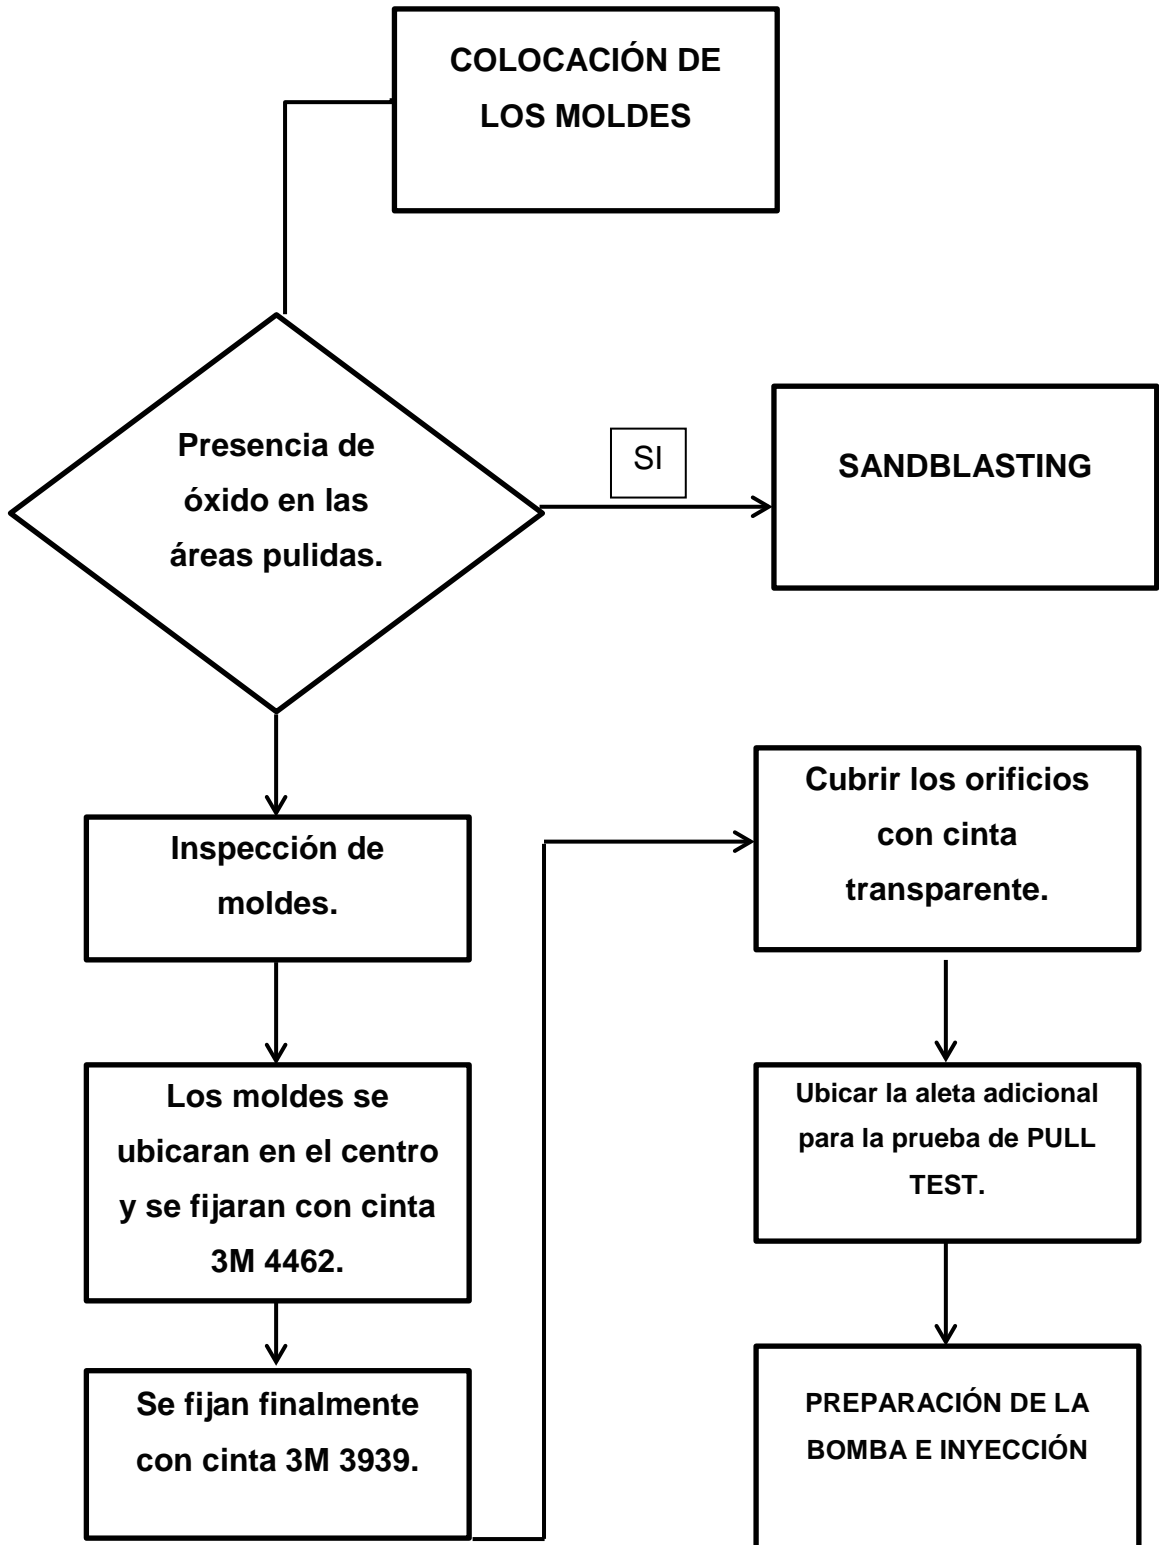 COLOCACIÓN DE
LOS MOLDES
Presencia de
óxido en las
áreas pulidas.
SI
SANDBLASTING
Inspección de
moldes.
Los moldes se
ubicaran en el centro
y se fijaran con cinta
3M 4462.
Se fijan finalmente
con cinta 3M 3939.
Cubrir los orificios
con cinta
transparente.
Ubicar la aleta adicional
para la prueba de PULL
TEST.
PREPARACIÓN DE LA
BOMBA E INYECCIÓN